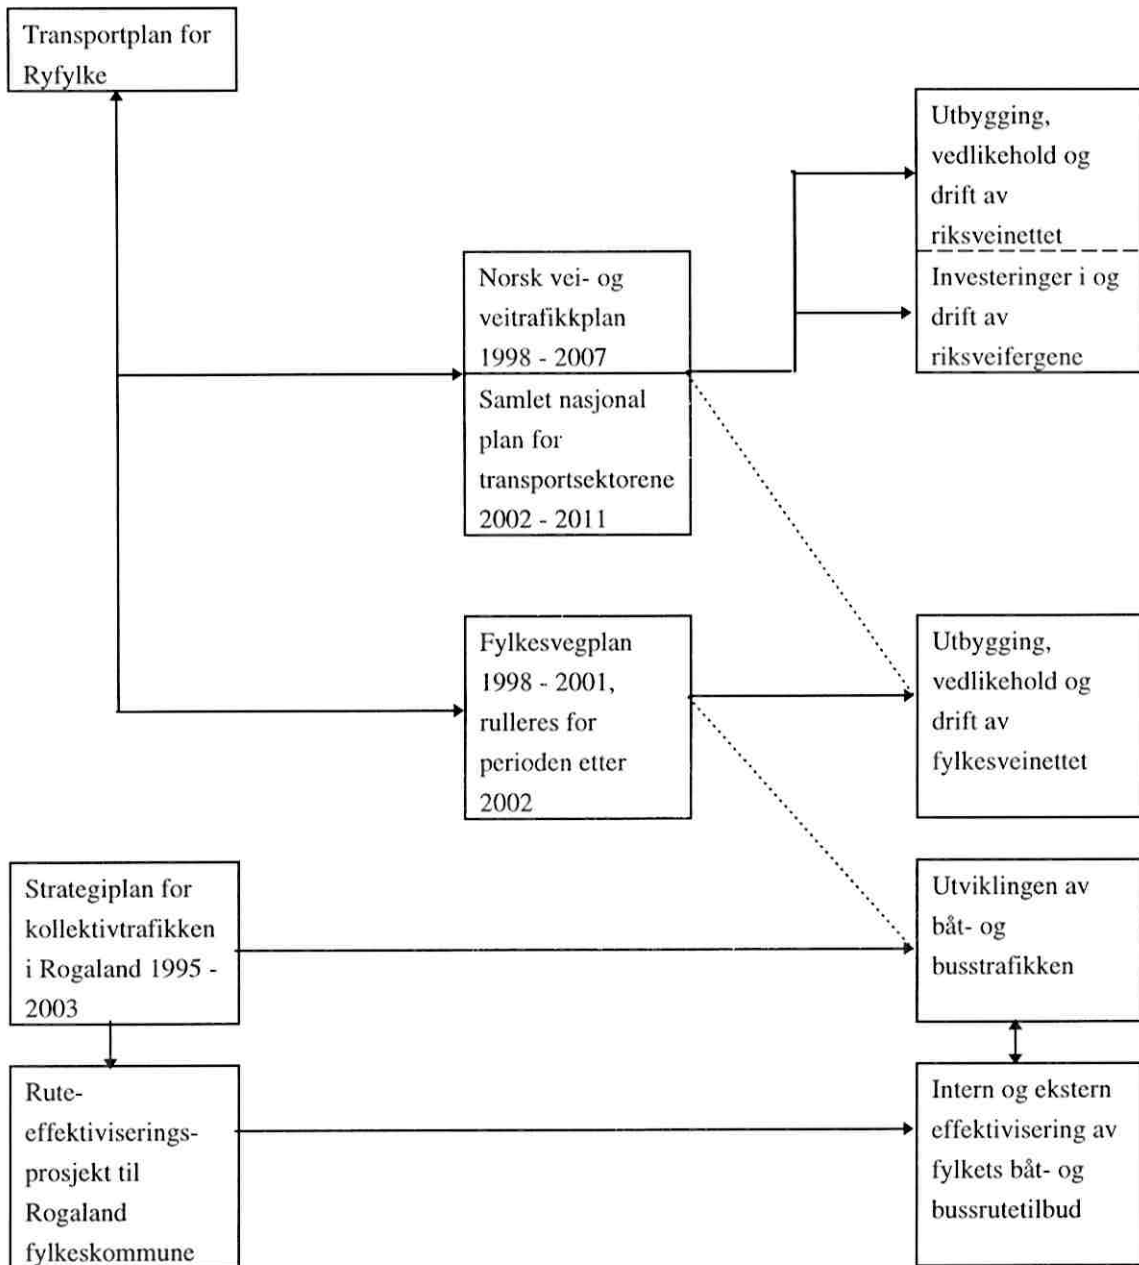 Transportplan for
Ryfylke
Utbygging,
vedlikehold og
drift av
riksveinettet
Investeringer i og
drift av
riksveifergene
Norsk vei- og
veitrafikkplan
1998 - 2007
Samlet nasjonal
plan for
transportsektorene
2002 - 2011
Fylkesvegplan
1998 - 2001,
rulleres for
perioden etter
2002
Utbygging,
vedlikehold og
drift av
fylkesveinettet
Strategiplan for
kollektivtrafikken
i Rogaland 1995 -
2003
Utviklingen av
båt- og
busstrafikken
Rute-
effektiviserings-
prosjekt til
Rogaland
fylkeskommune
Intern og ekstern
effektivisering av
fylkets båt- og
bussrutetilbud